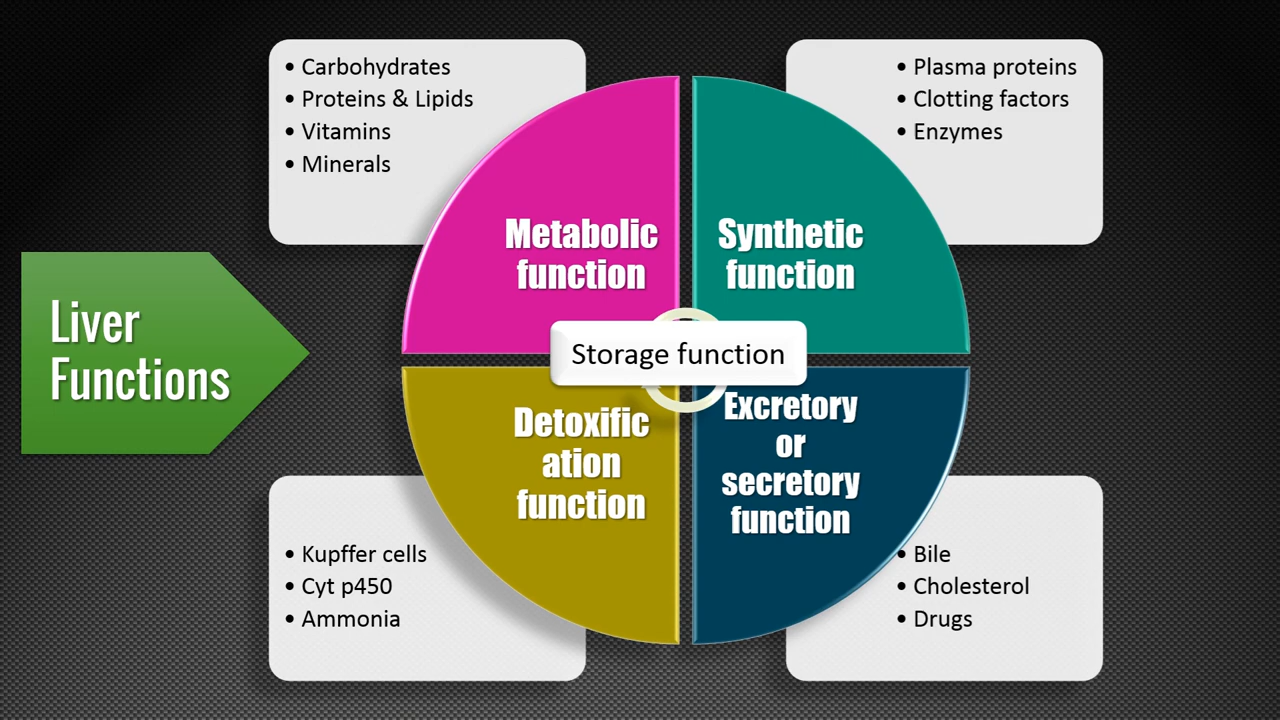 Liver
Functions
• Carbohydrates
• Proteins & Lipids
• Vitamins
• Minerals
Metabolic
function
• Plasma proteins
• Clotting factors
• Enzymes
Synthetic
function
Storage function
Detoxific
ation
function
• Kupffer cells
• Cyt p450
• Ammonia
Excretory
or
secretory
function
• Bile
• Cholesterol
• Drugs